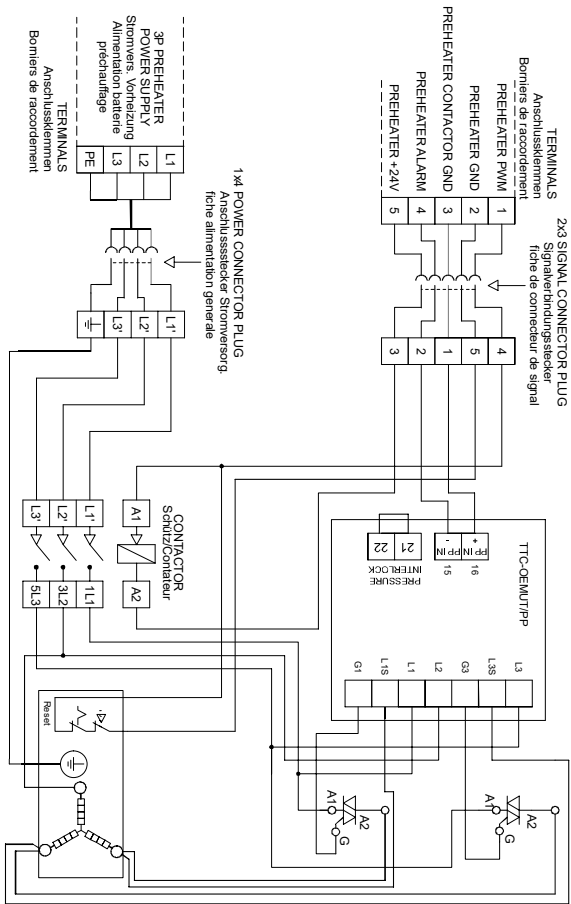 TERMINALS
Anschlussklemmen
Borniers de raccordement
PREHEATER PWM
PREHEATER GND
PREHEATER CONTACTOR GND
PREHEATER ALARM
PREHEATER +24V
1
2
3
4
5
2x3 SIGNAL CONNECTOR PLUG
Signalverbindungsstecker
fiche de connecteur de signal
4
5
1
2
3
TTC-OEMUT/PP
+ PP IN 16
- PP IN 15
21
22
PRESSURE
INTERLOCK
L3
L3S
G3
L2
L1
L1S
G1
A1
A2
G
A1
A2
G
3P PREHEATER
POWER SUPPLY
Stromvers. Vorheizung
Alimentation batterie
préchauffage
L1
L2
L3
PE
TERMINALS
Anschlussklemmen
Borniers de raccordement
1x4 POWER CONNECTOR PLUG
Anschlusssstecker Stromversorg.
fiche alimentation generale
L1'
L2'
L3'
CONTACTOR
Schütz/Contateur
A1
A2
L1'
L2'
L3'
1L1
3L2
5L3
Reset